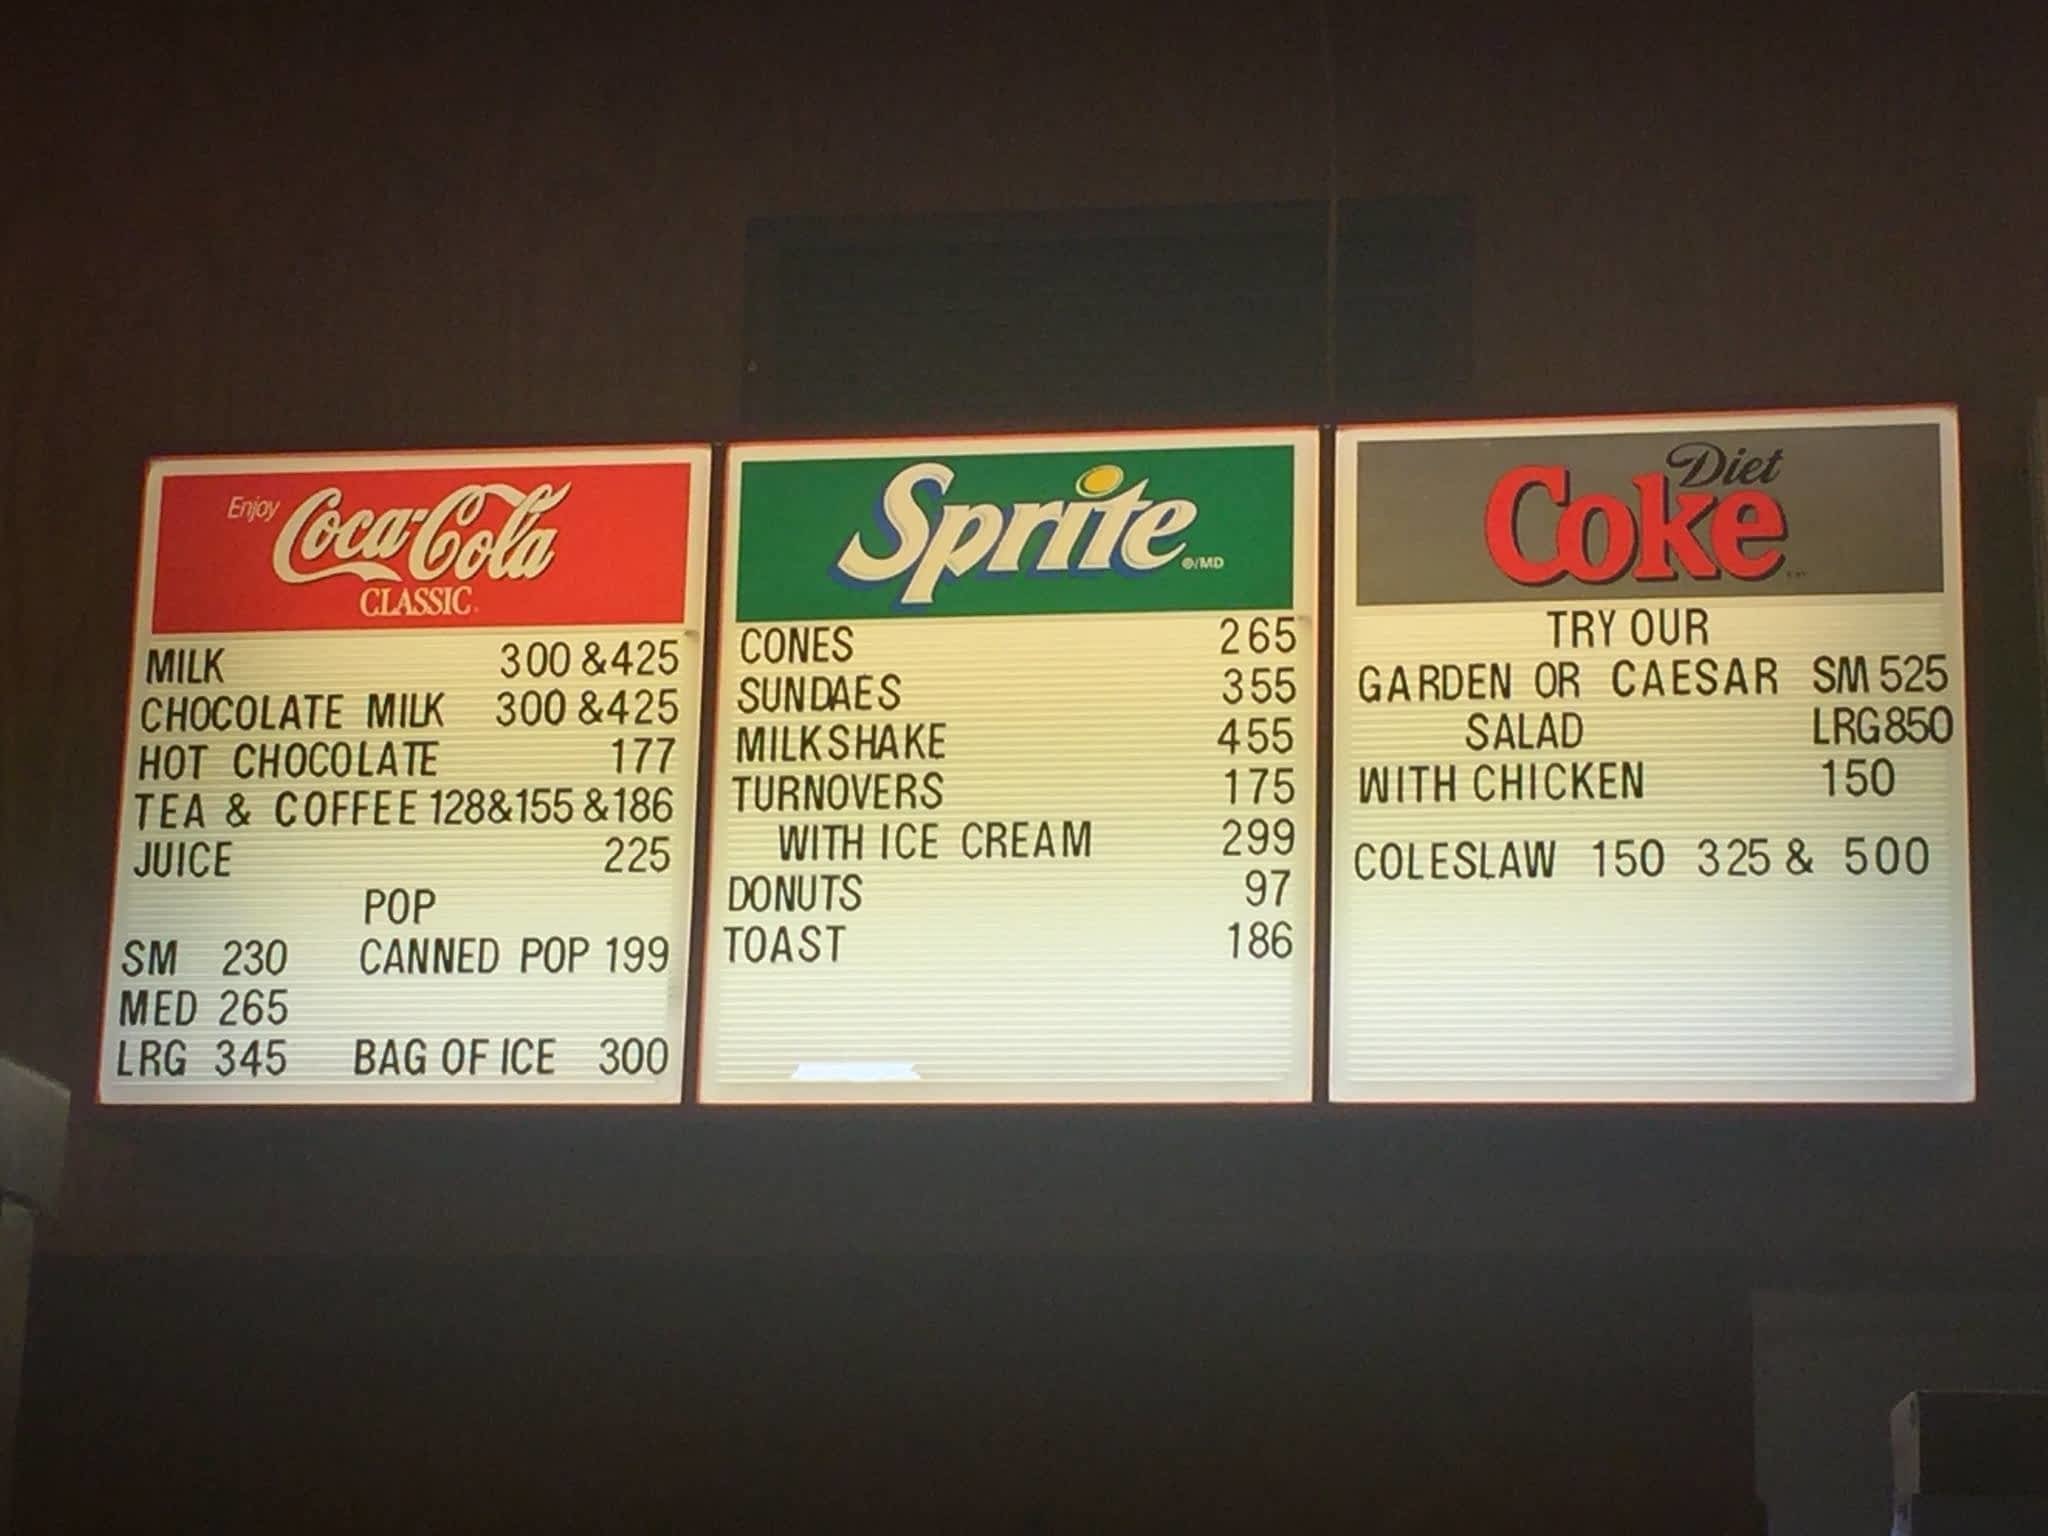 Enjoy
Coca-Cola
CLASSIC
MILK 300 &425
CHOCOLATE MILK 300 &425
HOT CHOCOLATE 177
TEA & COFFEE 128&155 &186
JUICE 225
POP
SM 230 CANNED POP 199
MED 265
LRG 345 BAG OF ICE 300
Sprite
®/MD
CONES 265
SUNDAES 355
MILKSHAKE 455
TURNOVERS 175
WITH ICE CREAM 299
DONUTS 97
TOAST 186
Diet
Coke
TRY OUR
GARDEN OR CAESAR SM 525
SALAD LRG 850
WITH CHICKEN 150
COLESLAW 150 325 & 500